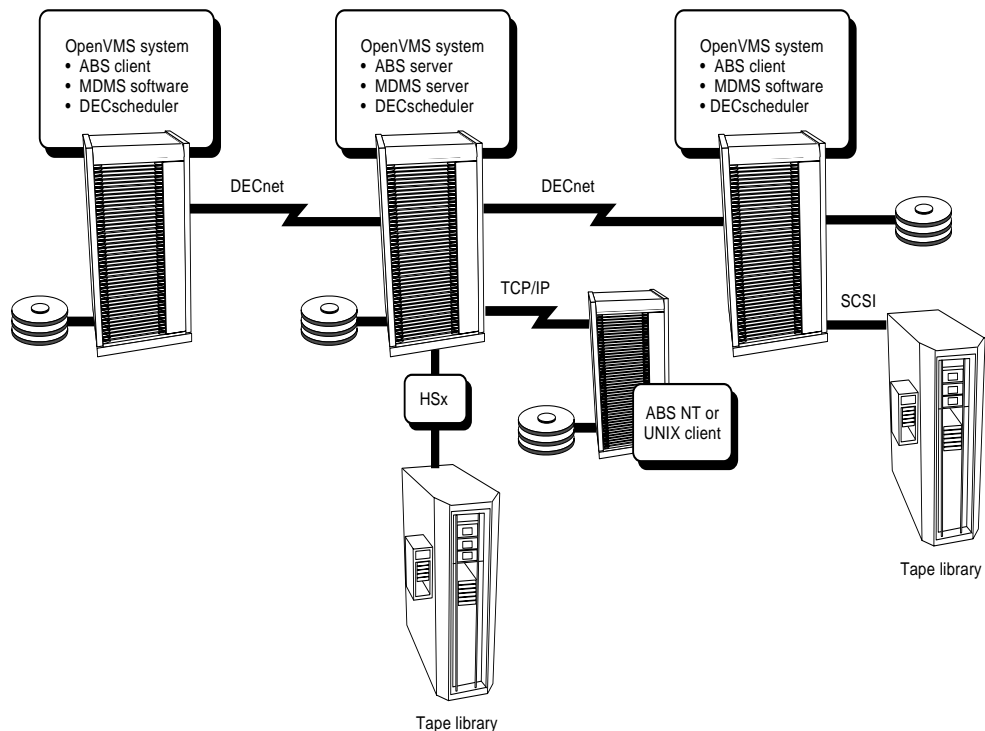 OpenVMS system
• ABS client
• MDMS software
• DECscheduler
OpenVMS system
• ABS server
• MDMS server
• DECscheduler
OpenVMS system
• ABS client
• MDMS software
• DECscheduler
DECnet
DECnet
TCP/IP
SCSI
HSx
ABS NT or
UNIX client
Tape library
Tape library